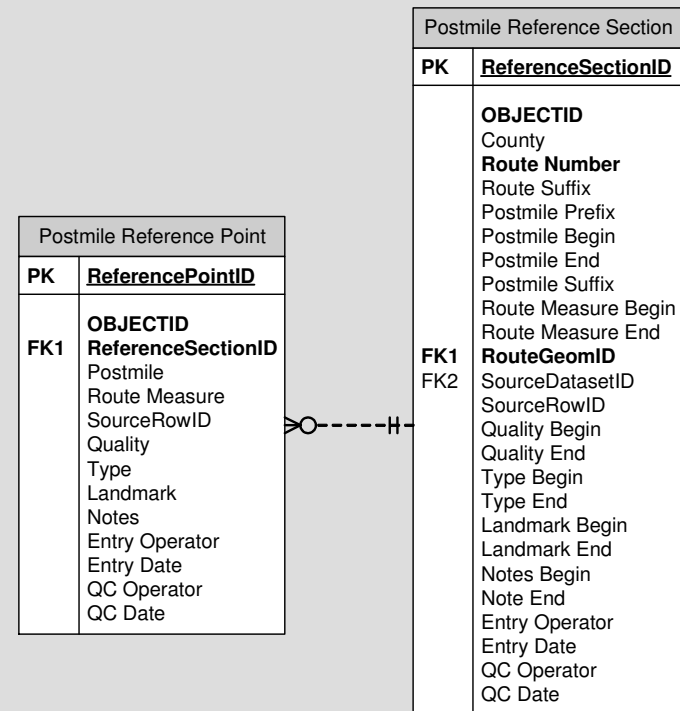 Postmile Reference Section
PK ReferenceSectionID
OBJECTID
County
Route Number
Route Suffix
Postmile Prefix
Postmile Begin
Postmile End
Postmile Suffix
Route Measure Begin
Route Measure End
FK1 RouteGeomID
FK2 SourceDatasetID
SourceRowID
Quality Begin
Quality End
Type Begin
Type End
Landmark Begin
Landmark End
Notes Begin
Note End
Entry Operator
Entry Date
QC Operator
QC Date
Postmile Reference Point
PK ReferencePointID
OBJECTID
FK1 ReferenceSectionID
Postmile
Route Measure
SourceRowID
Quality
Type
Landmark
Notes
Entry Operator
Entry Date
QC Operator
QC Date